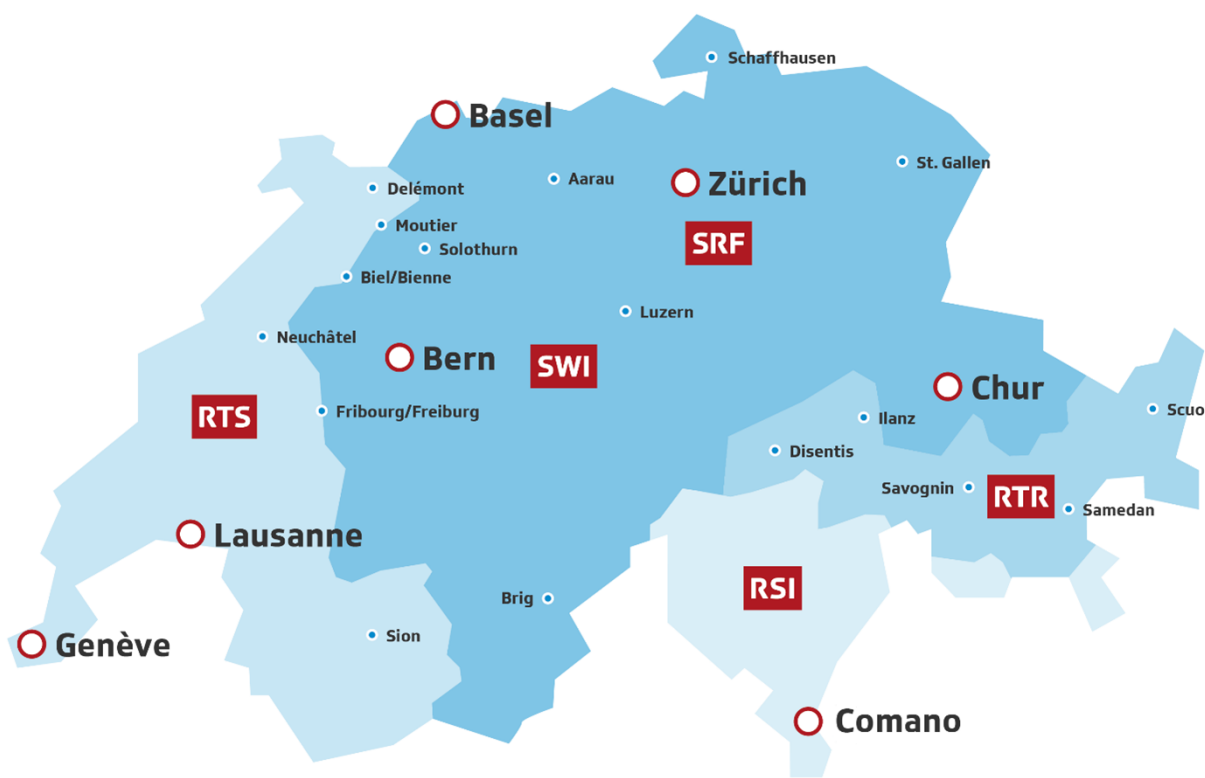 Schaffhausen
Basel
St. Gallen
Aarau
Zürich
Delémont
Moutier
SRF
Solothurn
Biel/Bienne
Luzern
Neuchâtel
Bern
SWI
Chur
Scuo
Fribourg/Freiburg
RTS
Ilanz
Disentis
Savognin
RTR
Samedan
Lausanne
RSI
Brig
Sion
Genève
Comano